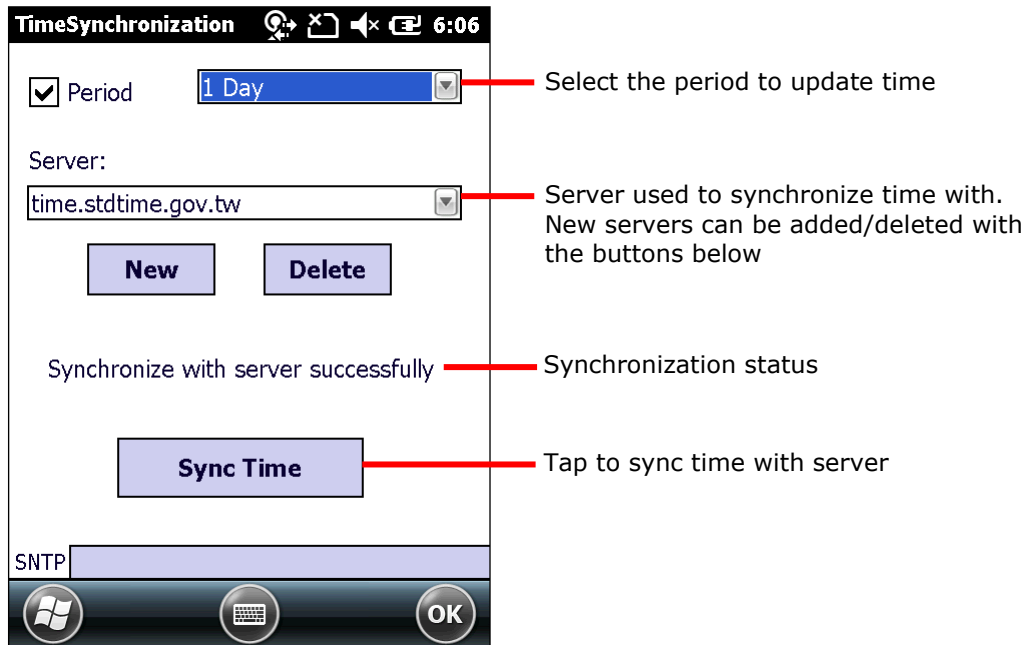 TimeSynchronization 6:06
Period 1 Day
Select the period to update time
Server:
time.stdtime.gov.tw
Server used to synchronize time with.
New servers can be added/deleted with
the buttons below
New Delete
Synchronize with server successfully
Synchronization status
Sync Time
Tap to sync time with server
SNTP
OK